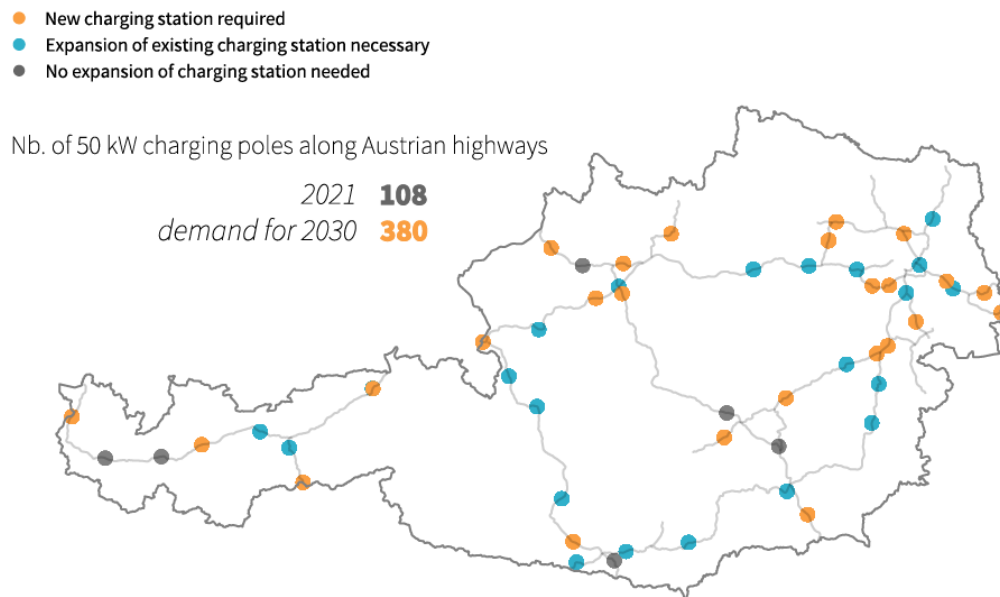 New charging station required
Expansion of existing charging station necessary
No expansion of charging station needed
Nb. of 50 kW charging poles along Austrian highways
2021 108
demand for 2030 380